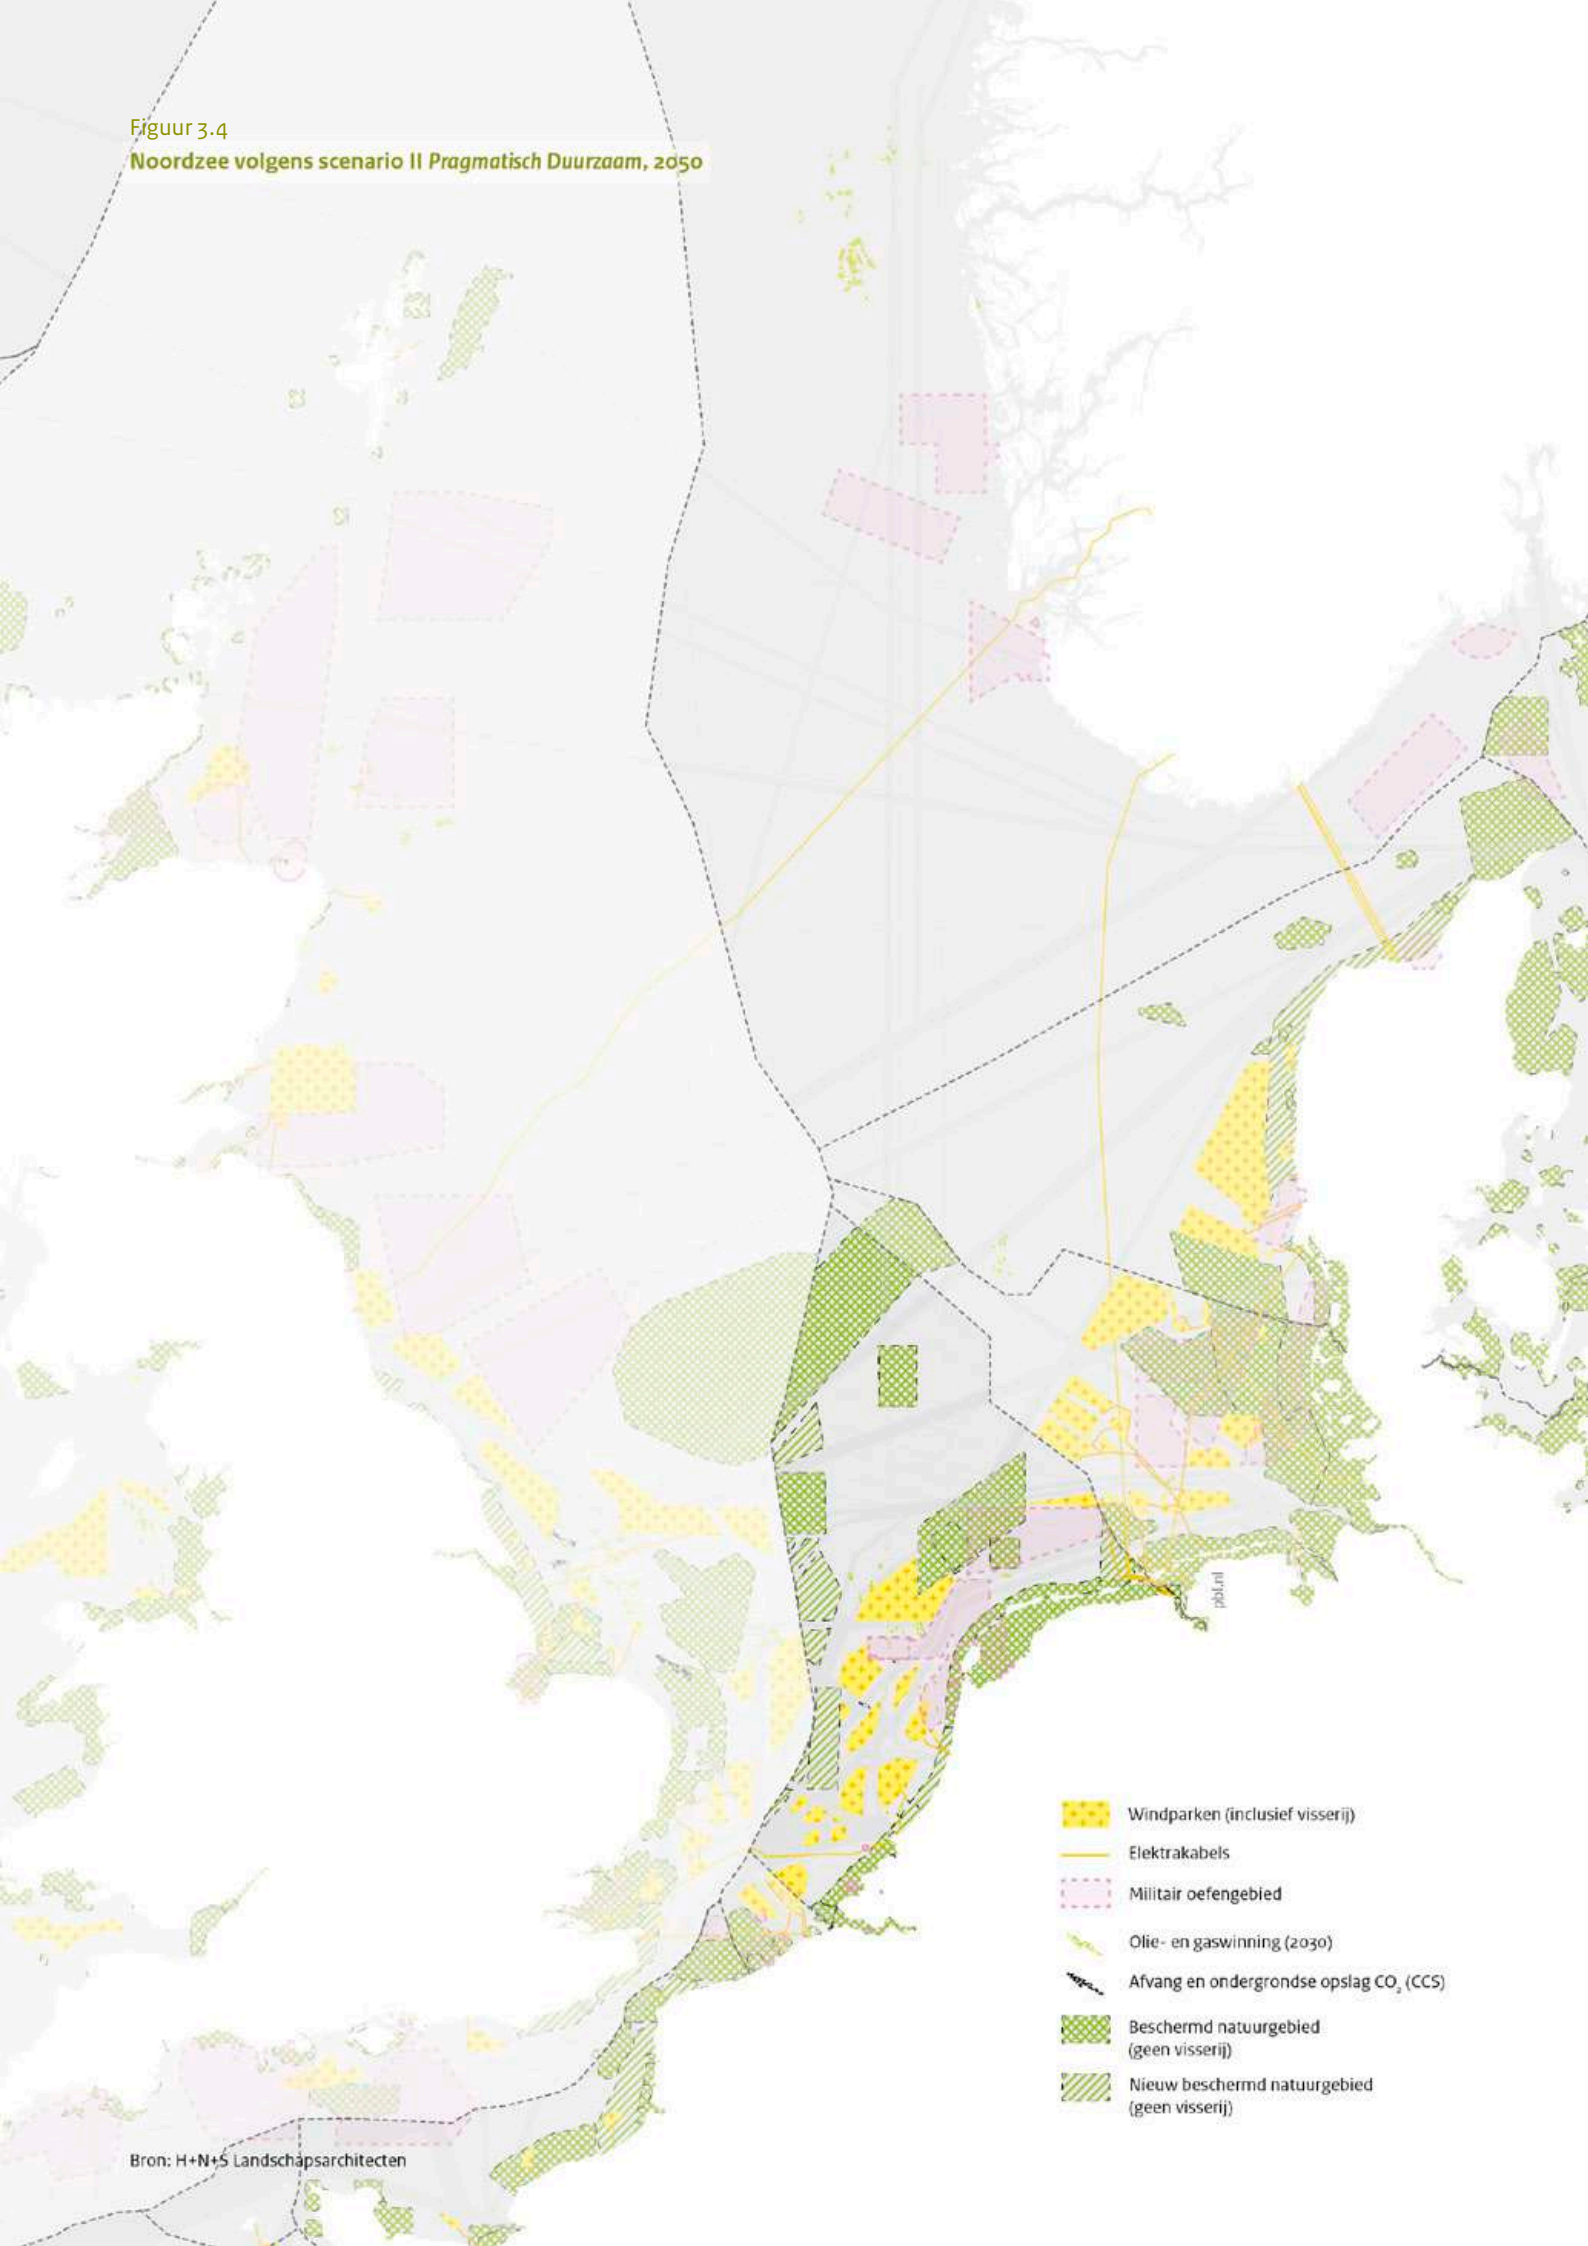 Figuur 3.4
Noordzee volgens scenario II Pragmatisch Duurzaam, 2050
pbl.nl
Windparken (inclusief visserij)
Elektrakabels
Militair oefengebied
Olie- en gaswinning (2030)
Afvang en ondergrondse opslag CO₂ (CCS)
Beschermd natuurgebied
(geen visserij)
Nieuw beschermd natuurgebied
(geen visserij)
Bron: H+N+S Landschapsarchitecten